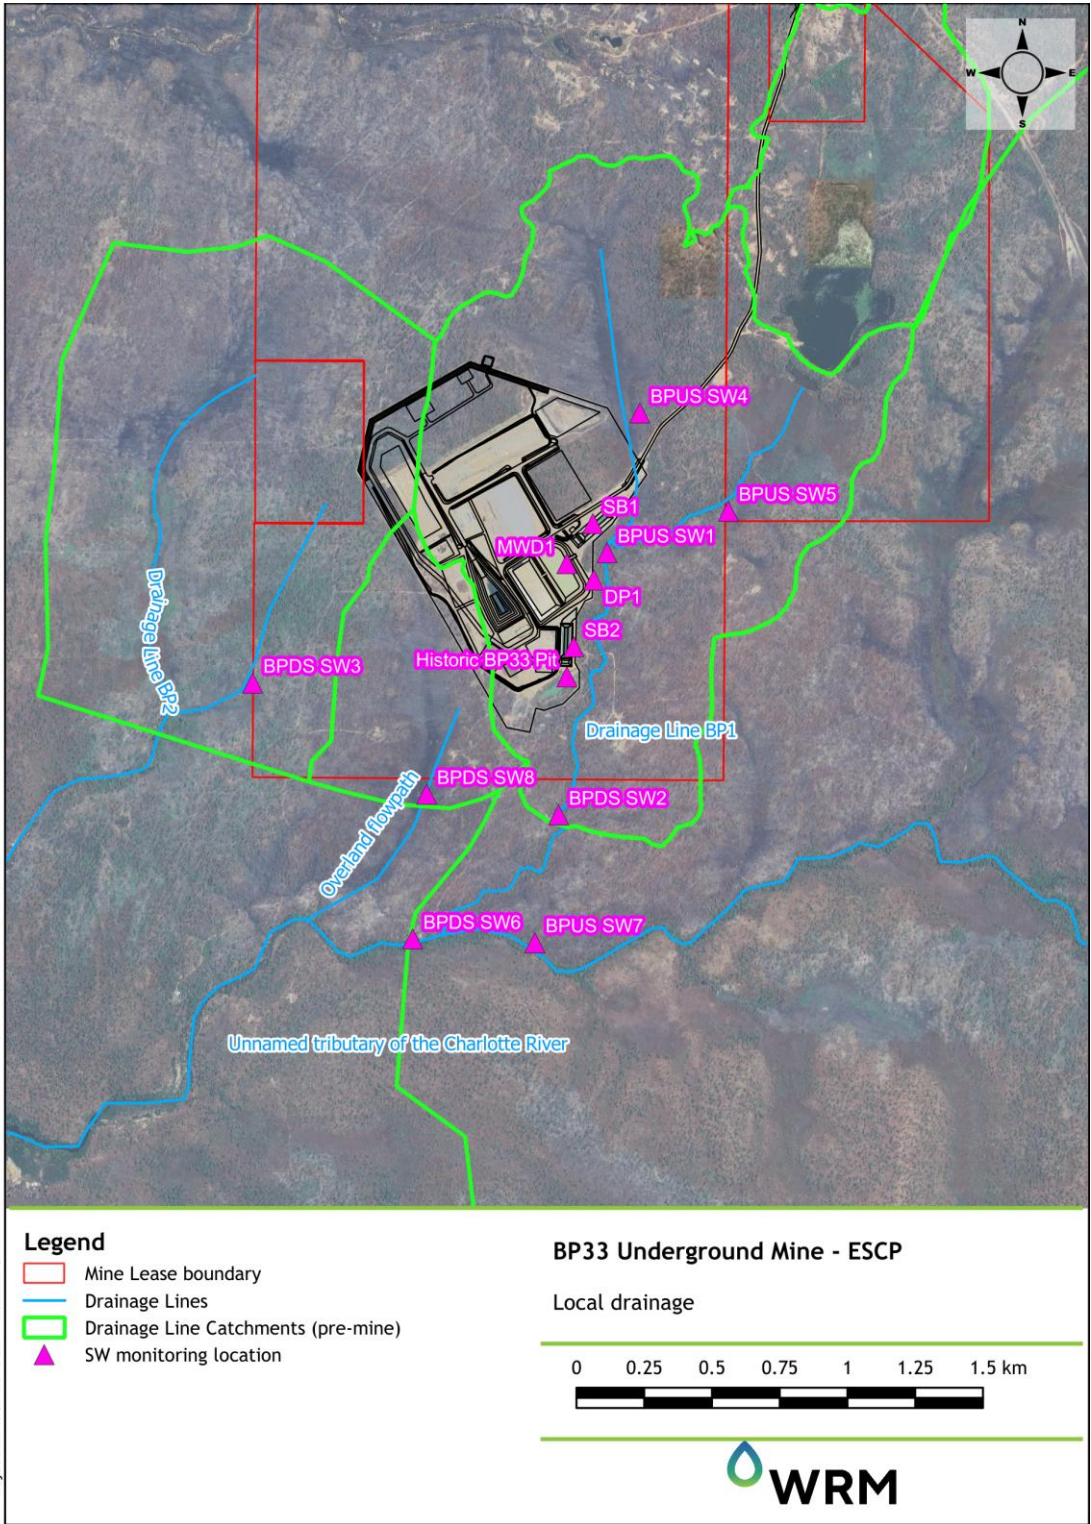 N
W
E
S
BPUS SW4
BPUS SW5
SB1
BPUS SW1
MWD1
DP1
SB2
Historic BP33 Pit
Drainage Line BP2
BPDS SW3
Drainage Line BP1
BPDS SW8
BPDS SW2
Overland flowpath
BPDS SW6
BPUS SW7
Unnamed tributary of the Charlotte River
Legend
Mine Lease boundary
Drainage Lines
Drainage Line Catchments (pre-mine)
SW monitoring location
BP33 Underground Mine - ESCP
Local drainage
0 0.25 0.5 0.75 1 1.25 1.5 km
WRM